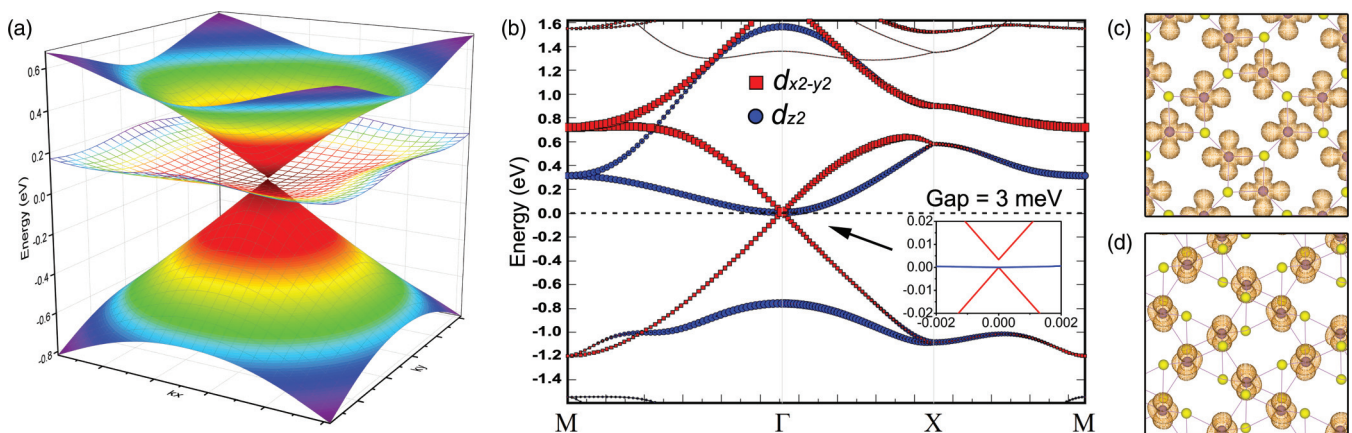 (a)
Energy (eV)
0.6
0.4
0.2
0.0
-0.2
-0.4
-0.6
-0.8
kx
ky
(b)
Energy (eV)
1.6
1.4
1.2
1.0
0.8
0.6
0.4
0.2
0.0
-0.2
-0.4
-0.6
-0.8
-1.0
-1.2
-1.4
dx2-y2
dz2
Gap = 3 meV
0.02
0.01
0.00
-0.01
-0.02
-0.002 0.000 0.002
M Γ X M
(c)
(d)